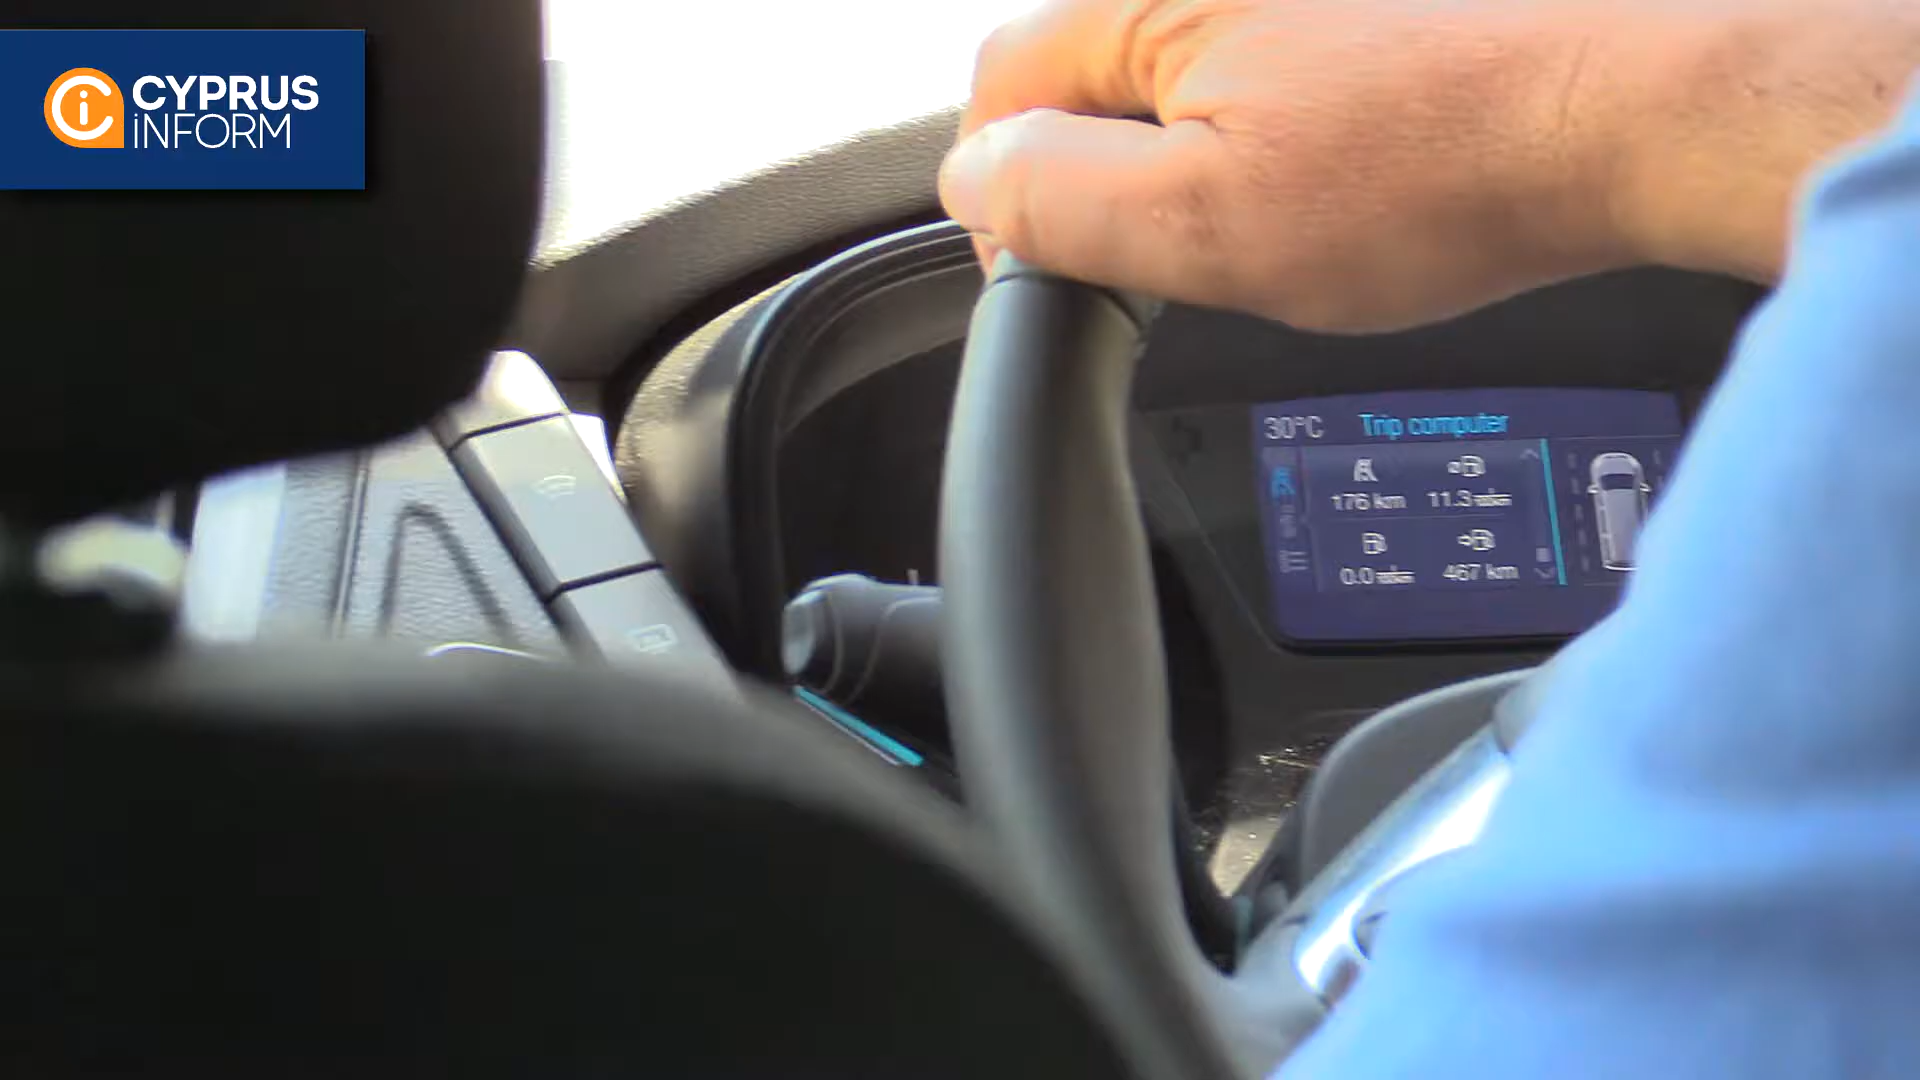 CYPRUS
iNFORM
30°C Trip computer
176 km 11.3
0.0 467 km